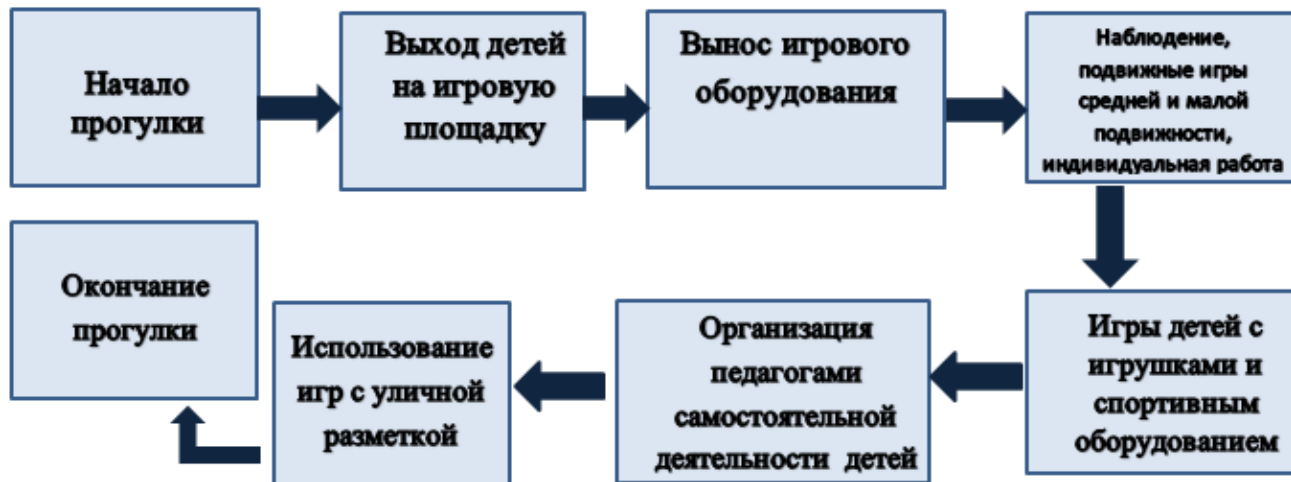 Начало
прогулки
Выход детей
на игровую
площадку
Вынос игрового
оборудования
Наблюдение,
подвижные игры
средней и малой
подвижности,
индивидуальная работа
Игры детей с
игрушками и
спортивным
оборудованием
Организация
педагогами
самостоятельной
деятельности детей
Использование
игр с уличной
разметкой
Окончание
прогулки